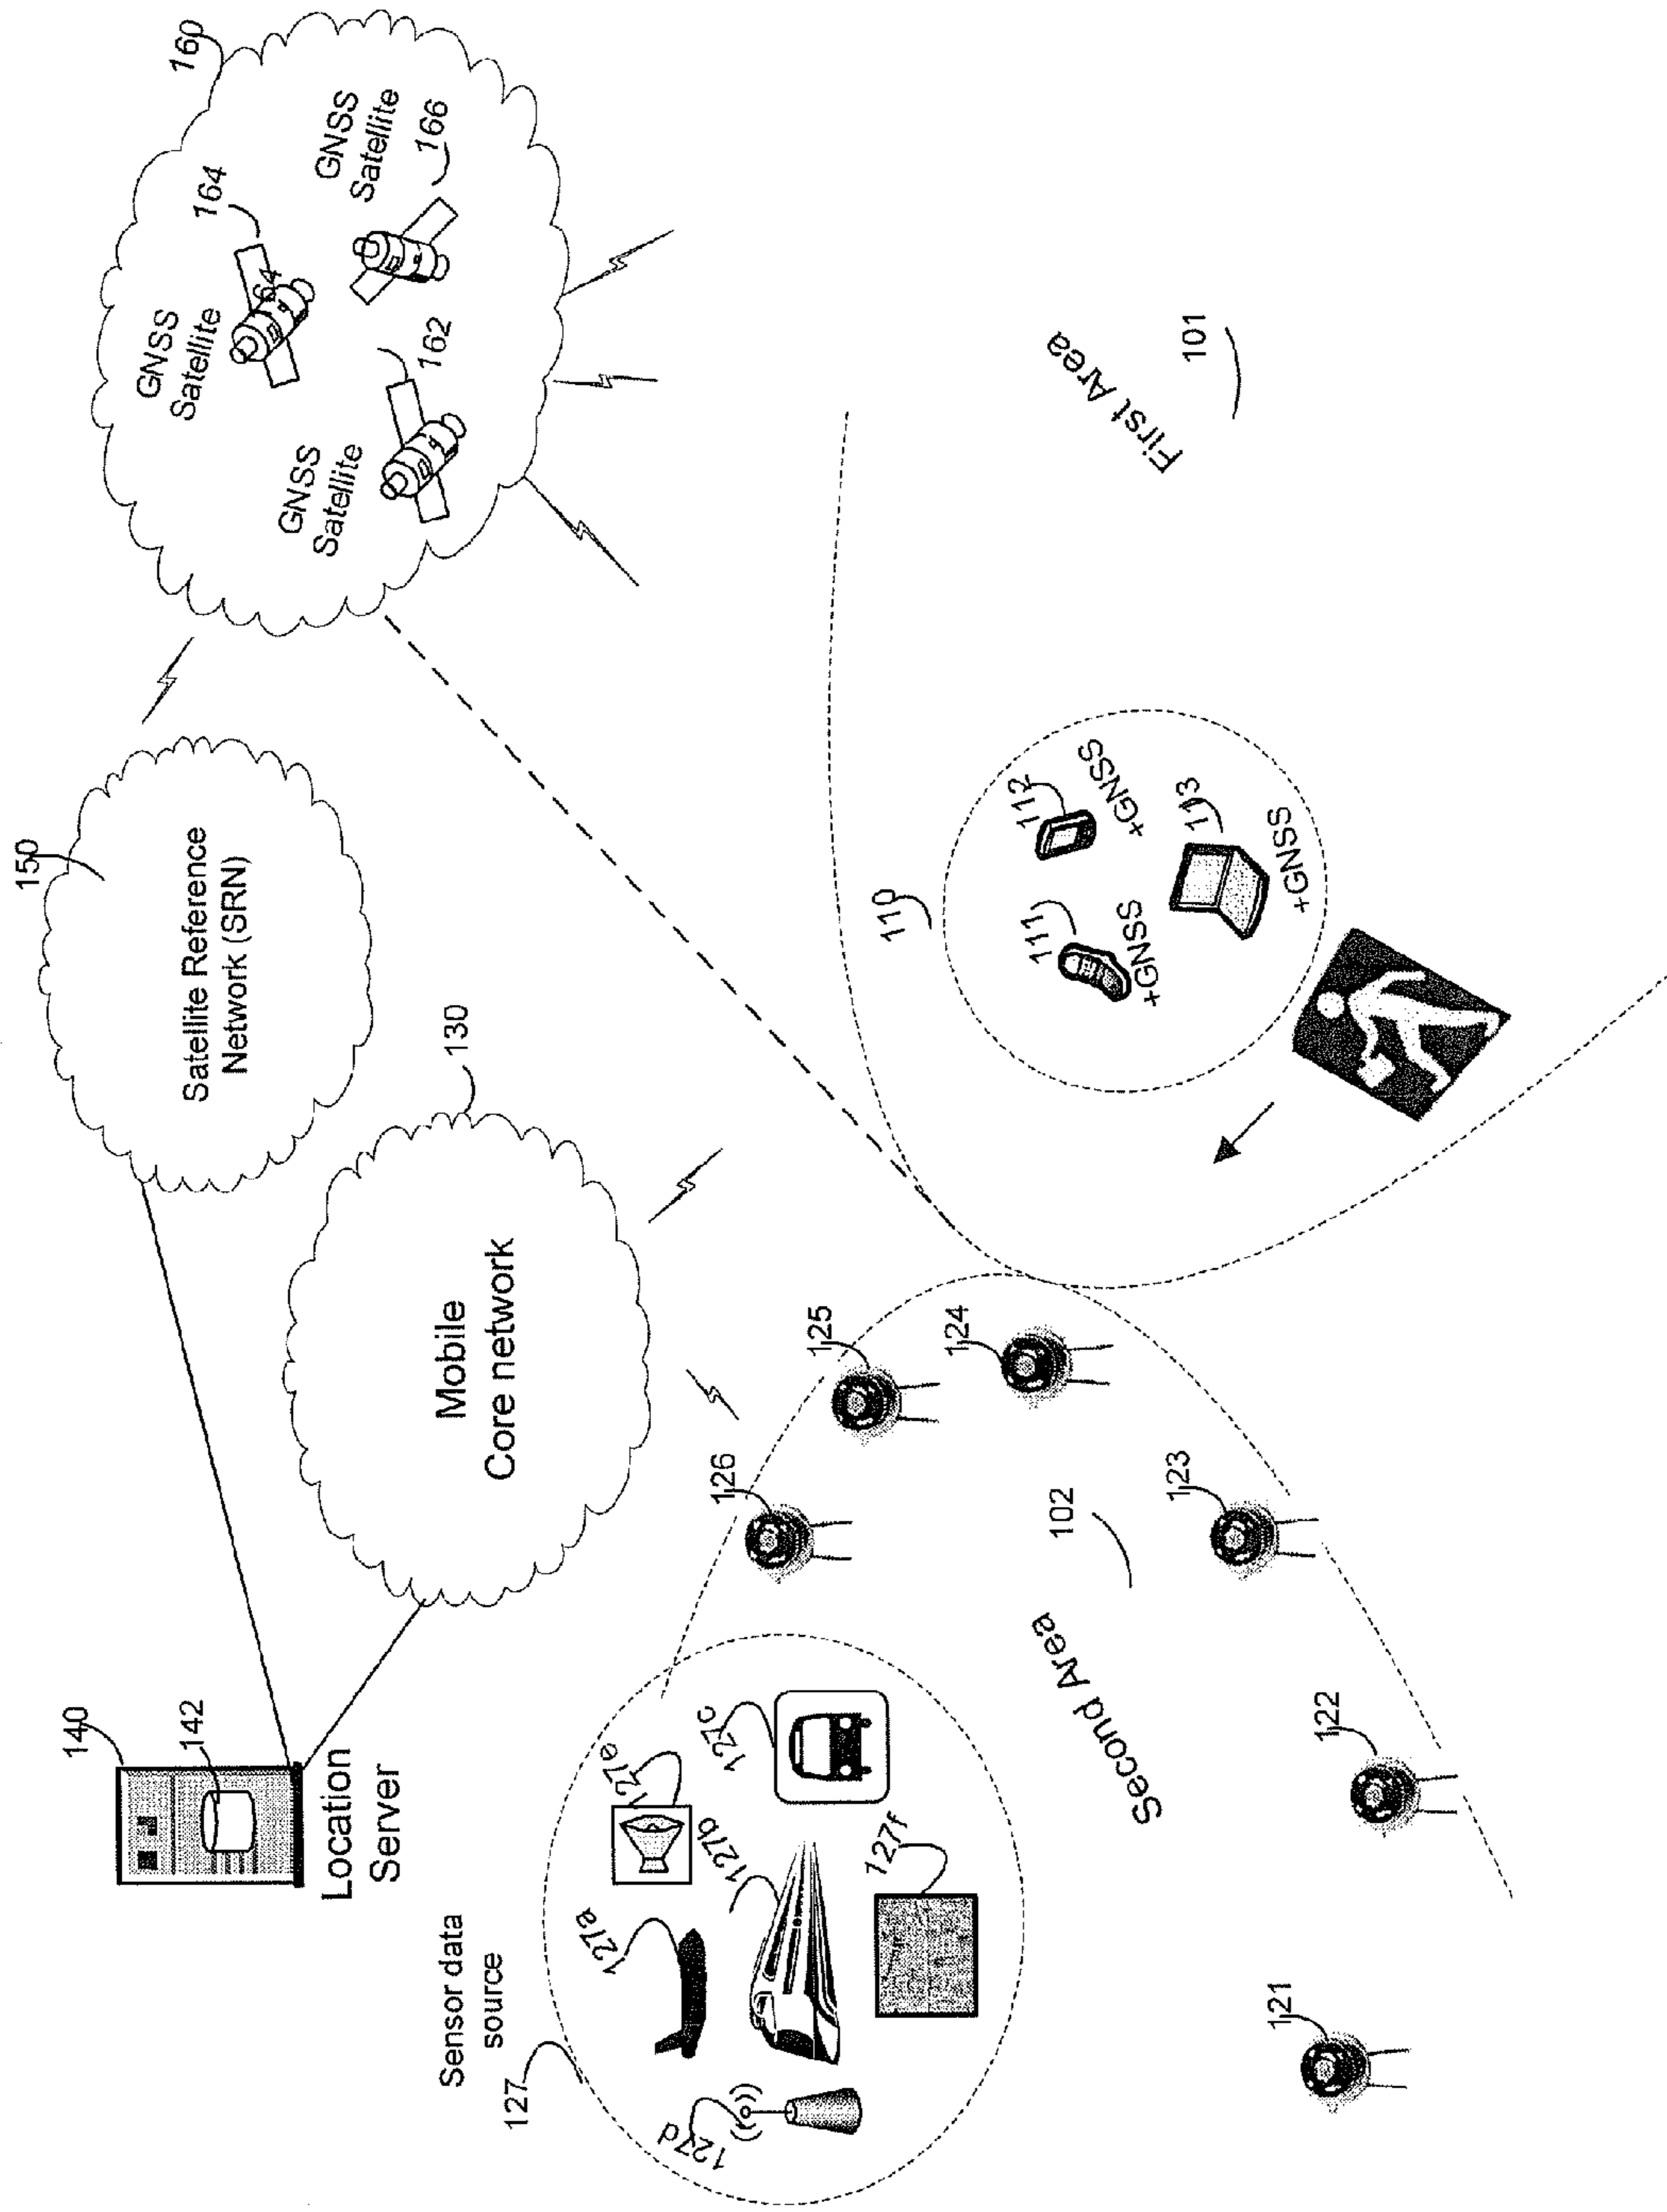 140
142
Location
Server
150
Satellite Reference
Network (SRN)
160
164
GNSS
Satellite
64
GNSS
Satellite
166
GNSS
Satellite
162
130
Mobile
Core network
Sensor data
source
127
127a
127e
127b
127c
127d
127f
126
125
124
123
122
121
102
Second Area
110
111
+GNSS
112
+GNSS
113
+GNSS
First Area
101